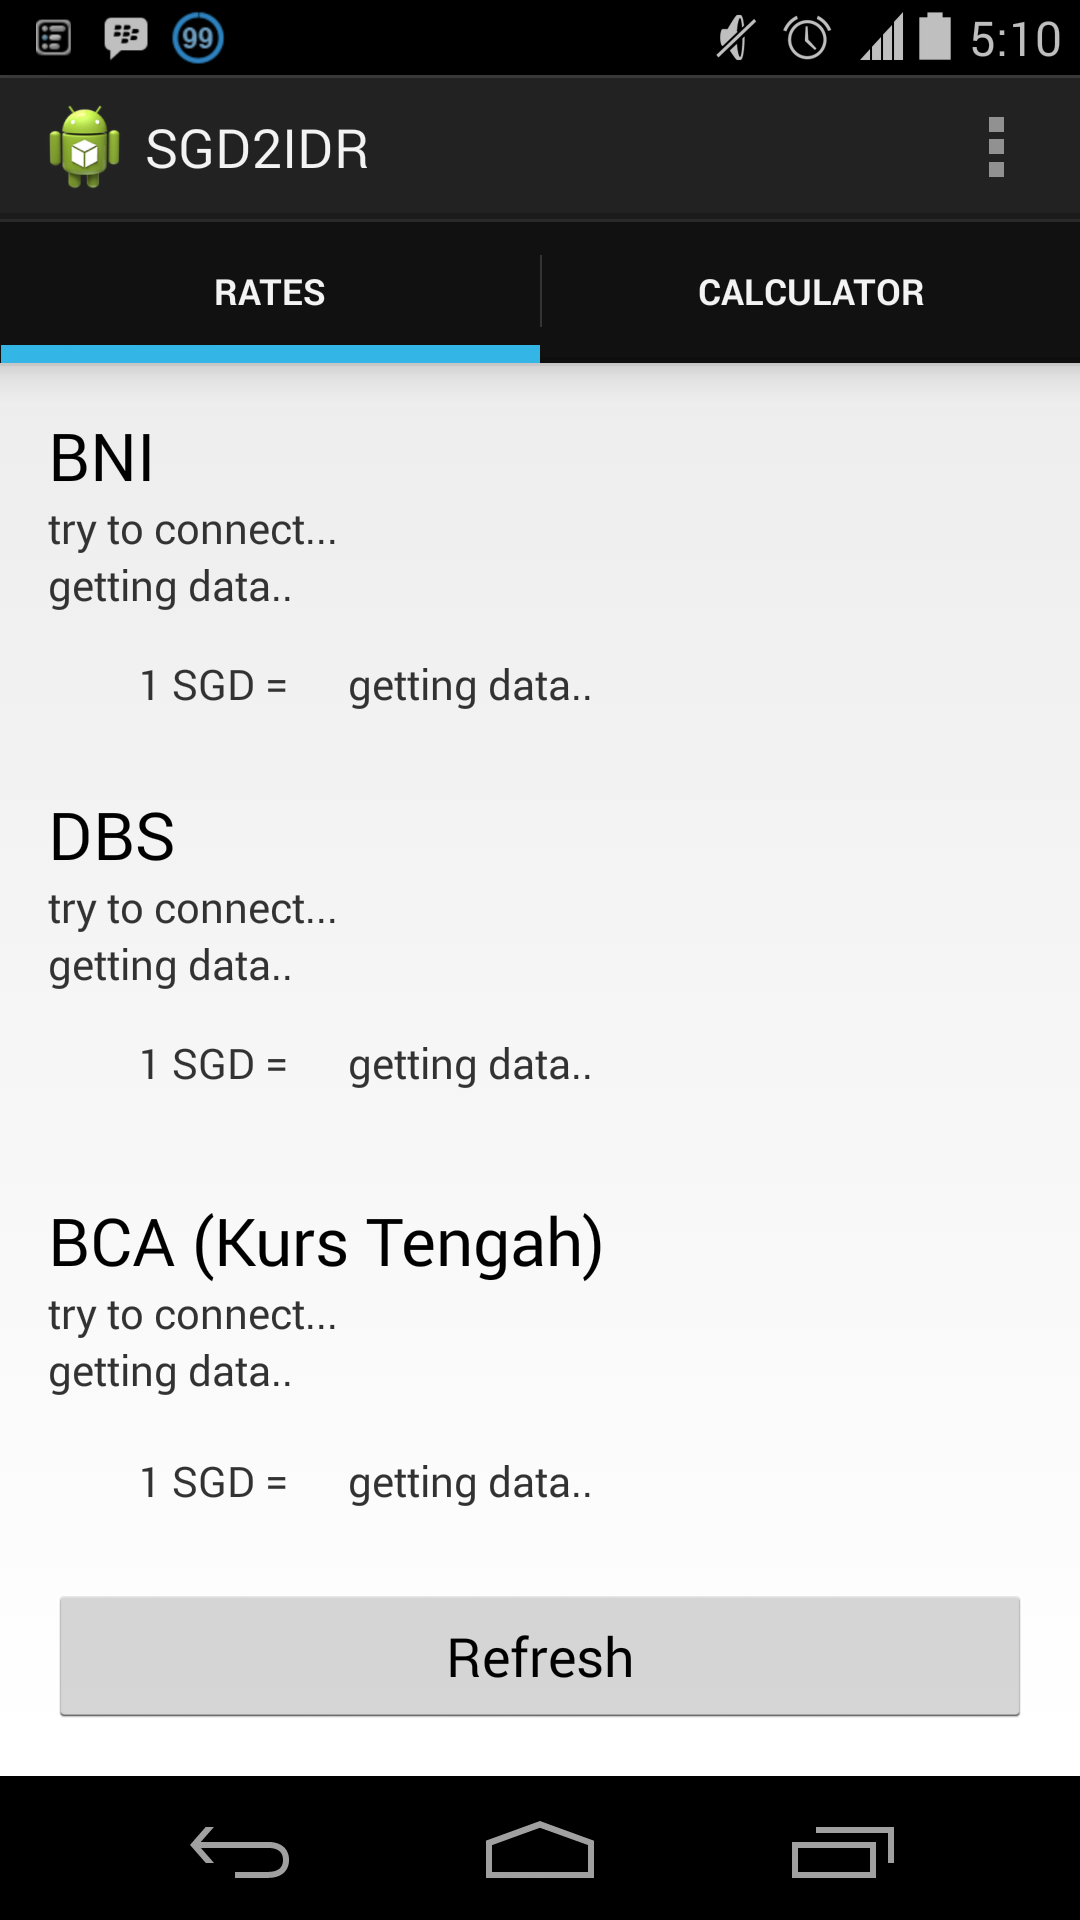 99
5:10
SGD2IDR
RATES
CALCULATOR
BNI
try to connect...
getting data..
1 SGD = getting data..
DBS
try to connect...
getting data..
1 SGD = getting data..
BCA (Kurs Tengah)
try to connect...
getting data..
1 SGD = getting data..
Refresh